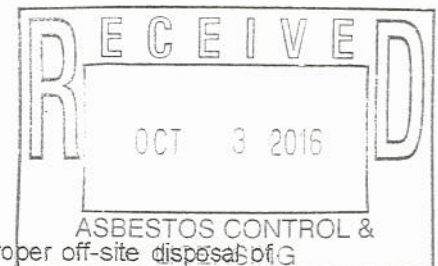 RECEIVED
OCT 3 2016
ASBESTOS CONTROL &
roper off-site disposal of